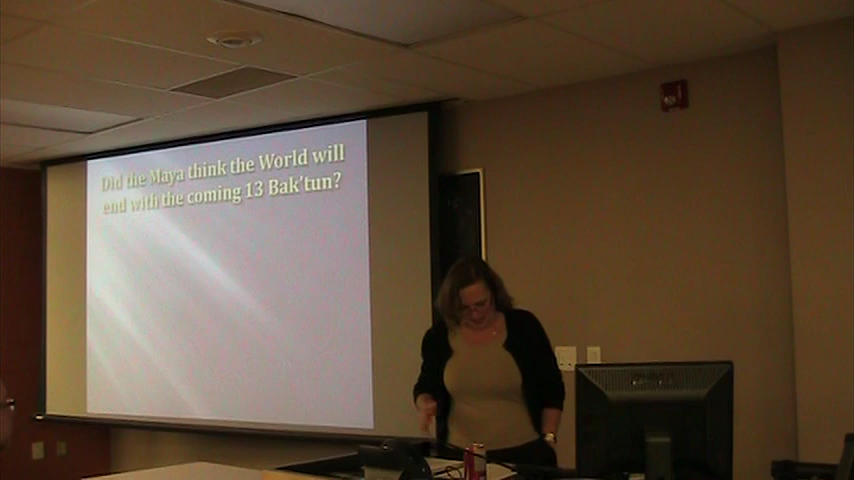 Did the Maya think the World will
end with the coming 13 Bak'tun?